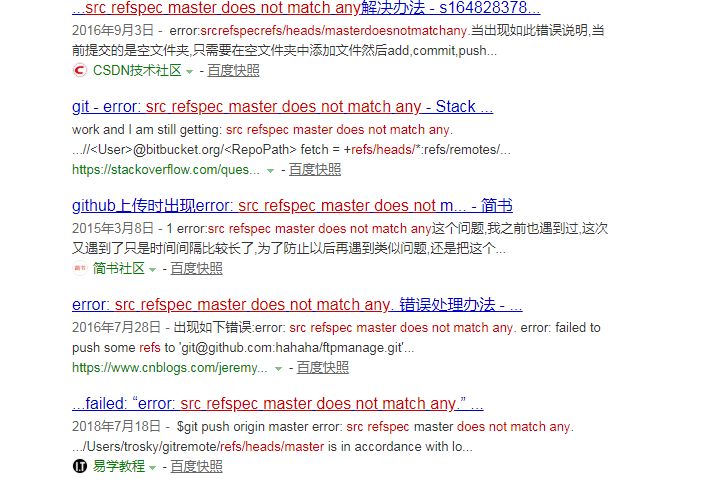 ...src refspec master does not match any解决办法 - s164828378...
2016年9月3日 - error:srcrefspecrefs/heads/masterdoesnotmatchany.当出现如此错误说明,当
前提交的是空文件夹,只需要在空文件夹中添加文件然后add,commit,push...
CSDN技术社区 - 百度快照
git - error: src refspec master does not match any - Stack ...
work and I am still getting: src refspec master does not match any.
...//<User>@bitbucket.org/<RepoPath> fetch = +refs/heads/*:refs/remotes/...
https://stackoverflow.com/ques... - 百度快照
github上传时出现error: src refspec master does not m... - 简书
2015年3月8日 - 1 error:src refspec master does not match any这个问题,我之前也遇到过,这次
又遇到了只是时间间隔比较长了,为了防止以后再遇到类似问题,还是把这个...
简书 简书社区 - 百度快照
error: src refspec master does not match any. 错误处理办法 - ...
2016年7月28日 - 出现如下错误:error: src refspec master does not match any. error: failed to
push some refs to 'git@github.com:hahaha/ftpmanage.git'...
https://www.cnblogs.com/jeremy... - 百度快照
...failed: “error: src refspec master does not match any.” ...
2018年7月18日 - $git push origin master error: src refspec master does not match any.
.../Users/trosky/gitremote/refs/heads/master is in accordance with lo...
I.T 易学教程 - 百度快照